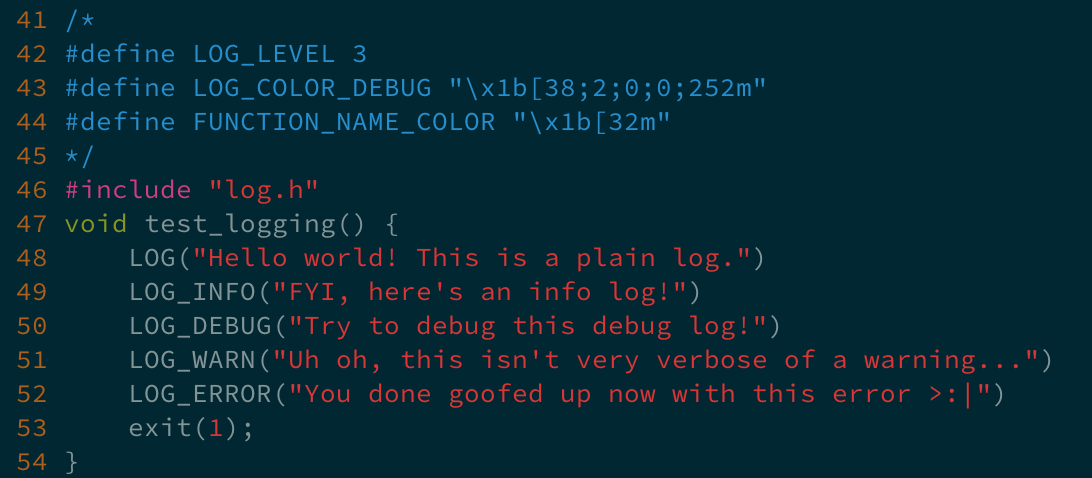 41 /*
42 #define LOG_LEVEL 3
43 #define LOG_COLOR_DEBUG "\x1b[38;2;0;0;252m"
44 #define FUNCTION_NAME_COLOR "\x1b[32m"
45 */
46 #include "log.h"
47 void test_logging() {
48     LOG("Hello world! This is a plain log.")
49     LOG_INFO("FYI, here's an info log!")
50     LOG_DEBUG("Try to debug this debug log!")
51     LOG_WARN("Uh oh, this isn't very verbose of a warning...")
52     LOG_ERROR("You done goofed up now with this error >:|")
53     exit(1);
54 }